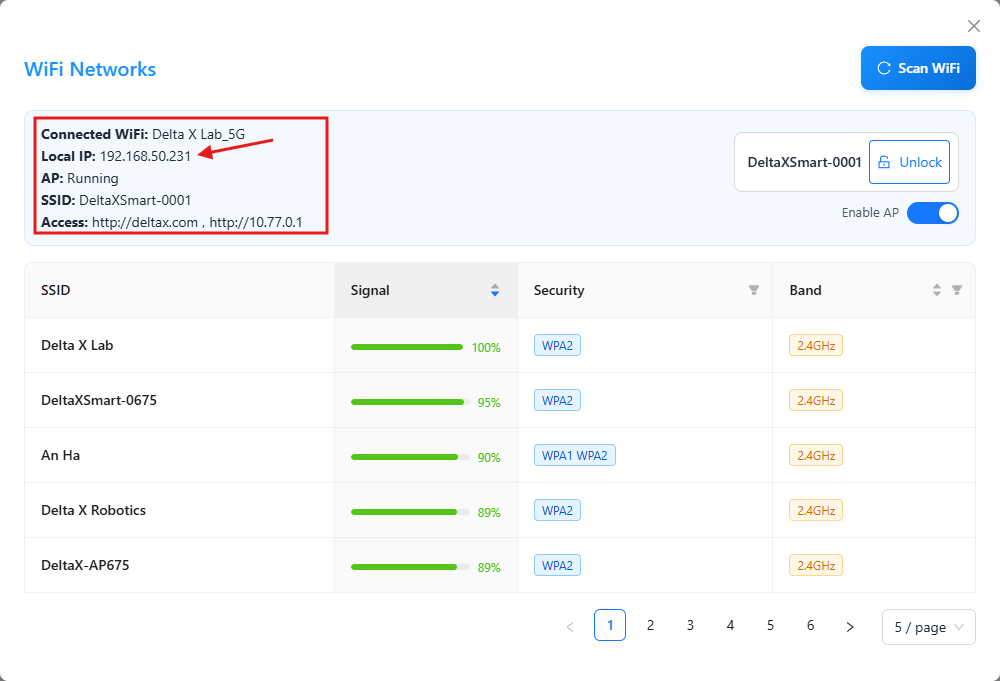 WiFi Networks
Scan WiFi
Connected WiFi: Delta X Lab_5G
Local IP: 192.168.50.231
AP: Running
SSID: DeltaXSmart-0001
Access: http://deltax.com , http://10.77.0.1
DeltaXSmart-0001 Unlock
Enable AP
SSID Signal Security Band
Delta X Lab 100% WPA2 2.4GHz
DeltaXSmart-0675 95% WPA2 2.4GHz
An Ha 90% WPA1 WPA2 2.4GHz
Delta X Robotics 89% WPA2 2.4GHz
DeltaX-AP675 89% WPA2 2.4GHz
< 1 2 3 4 5 6 > 5 / page